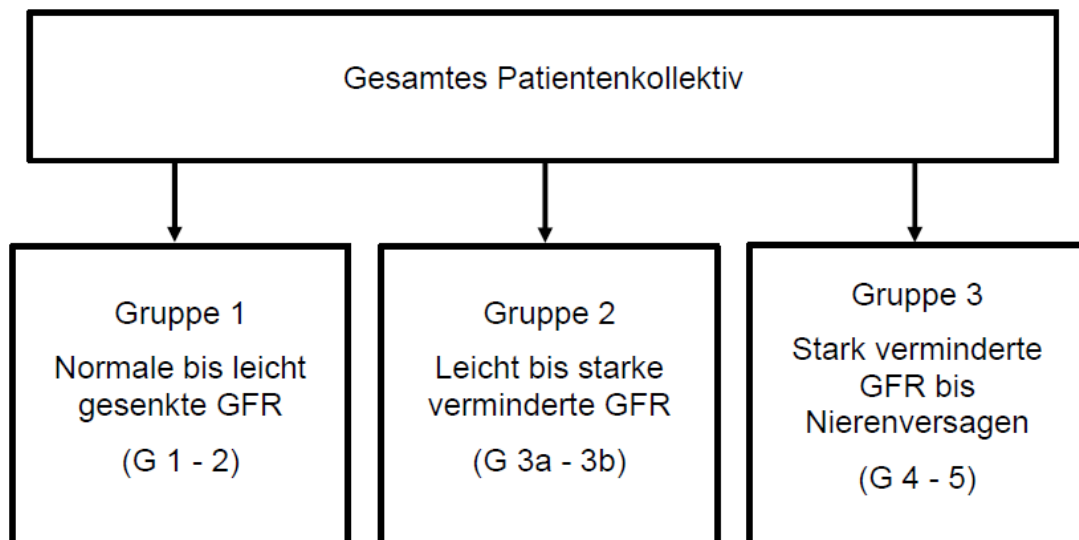 Gesamtes Patientenkollektiv
Gruppe 1
Normale bis leicht
gesenkte GFR
(G 1 - 2)
Gruppe 2
Leicht bis starke
verminderte GFR
(G 3a - 3b)
Gruppe 3
Stark verminderte
GFR bis
Nierenversagen
(G 4 - 5)